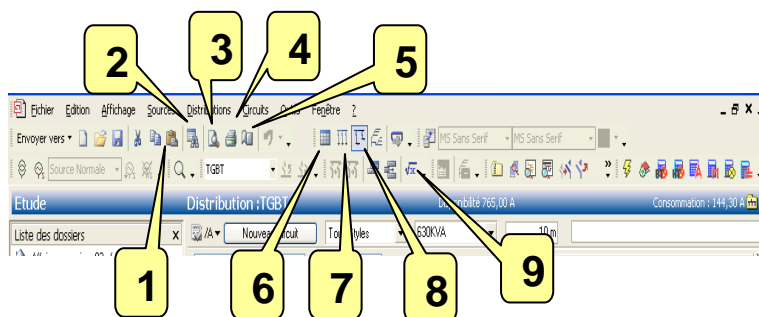 2 3 4 5
Fichier Edition Affichage Sources Distributions Circuits Outils Fenêtre ?
Envoyer vers MS Sans Serif MS Sans Serif
Source Normale TGBT
Etude Distribution :TGBT Disponibilité 765,00 A Consommation : 144,30 A
Liste des dossiers x /A Nouveau circuit Tous styles 630KVA 10 m
1 6 7 8 9